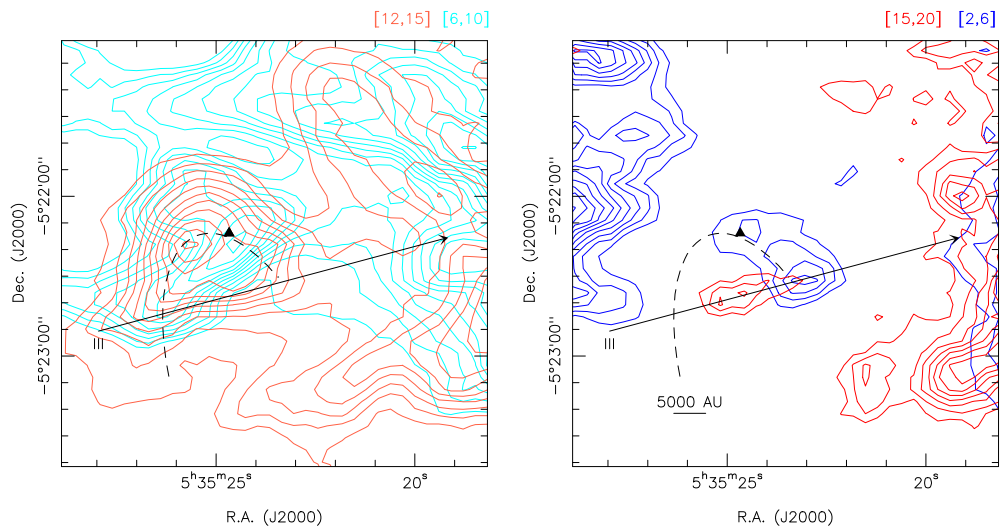 [12,15] [6,10]
[15,20] [2,6]
Dec. (J2000)
−5°22'00"
−5°23'00"
III
5ʰ35ᵐ25ˢ
20ˢ
R.A. (J2000)
Dec. (J2000)
−5°22'00"
−5°23'00"
III
5000 AU
5ʰ35ᵐ25ˢ
20ˢ
R.A. (J2000)